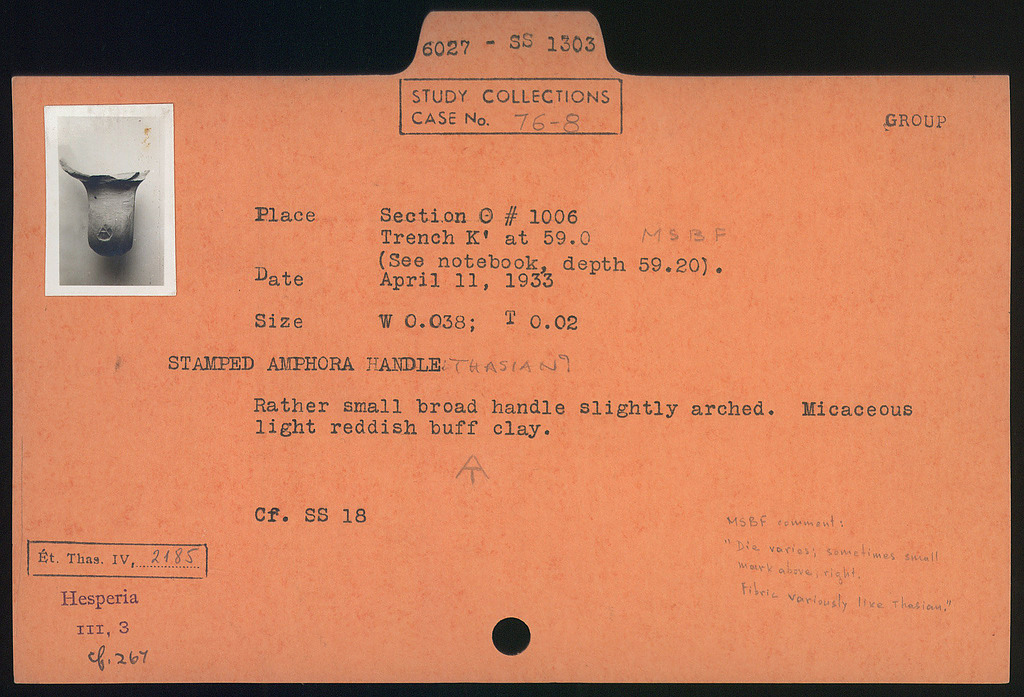 6027 - SS 1303
STUDY COLLECTIONS
CASE No. 76-8
GROUP
Place Section Θ # 1006
Trench K' at 59.0 MSBF
(See notebook, depth 59.20).
Date April 11, 1933
Size W 0.038; T 0.02
STAMPED AMPHORA HANDLE: THASIAN?
Rather small broad handle slightly arched. Micaceous
light reddish buff clay.
Cf. SS 18
MSBF comment:
"Die varies; sometimes small
mark above, right.
Fibric variously like Thasian."
Ét. Thas. IV, 2185
Hesperia
III, 3
cf. 267